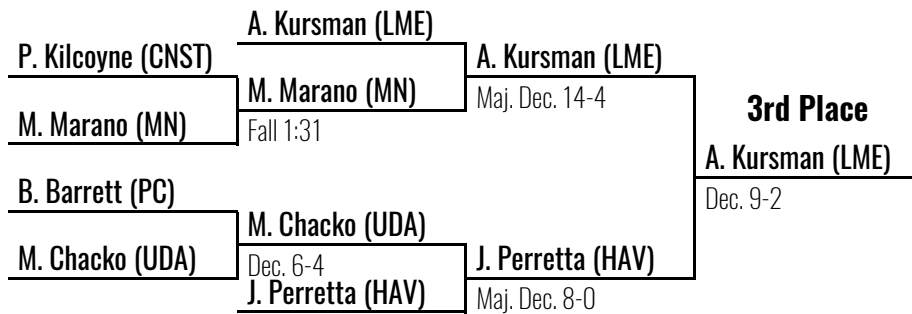 A. Kursman (LME)
P. Kilcoyne (CNST)
A. Kursman (LME)
M. Marano (MN)
Maj. Dec. 14-4
3rd Place
M. Marano (MN)
Fall 1:31
A. Kursman (LME)
B. Barrett (PC)
Dec. 9-2
M. Chacko (UDA)
M. Chacko (UDA)
Dec. 6-4
J. Perretta (HAV)
J. Perretta (HAV)
Maj. Dec. 8-0